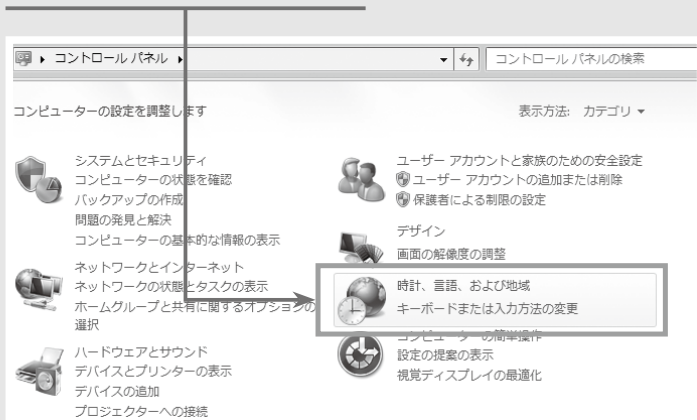 コントロール パネル
コントロール パネルの検索
コンピューターの設定を調整します
表示方法: カテゴリ
システムとセキュリティ
コンピューターの状態を確認
バックアップの作成
問題の発見と解決
コンピューターの基本的な情報の表示
ネットワークとインターネット
ネットワークの状態とタスクの表示
ホームグループと共有に関するオプションの
選択
ハードウェアとサウンド
デバイスとプリンターの表示
デバイスの追加
プロジェクターへの接続
ユーザー アカウントと家族のための安全設定
ユーザー アカウントの追加または削除
保護者による制限の設定
デザイン
画面の解像度の調整
時計、言語、および地域
キーボードまたは入力方法の変更
コンピューターの簡単操作
設定の提案の表示
視覚ディスプレイの最適化